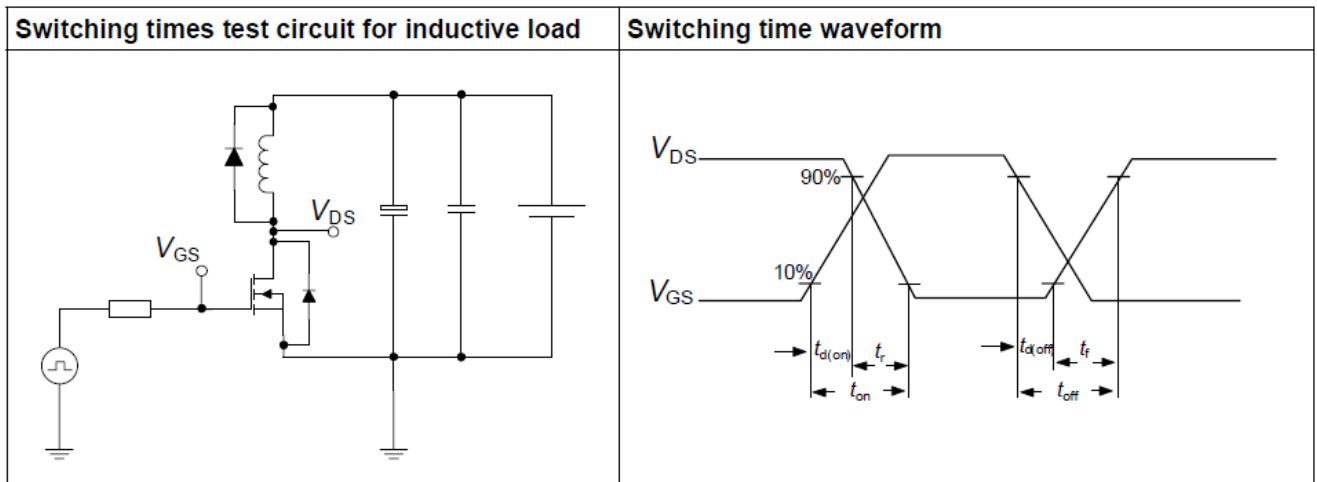 Switching times test circuit for inductive load
Switching time waveform
VDS
VGS
VDS
90%
10%
VGS
td(on)
tr
ton
td(off)
tf
toff